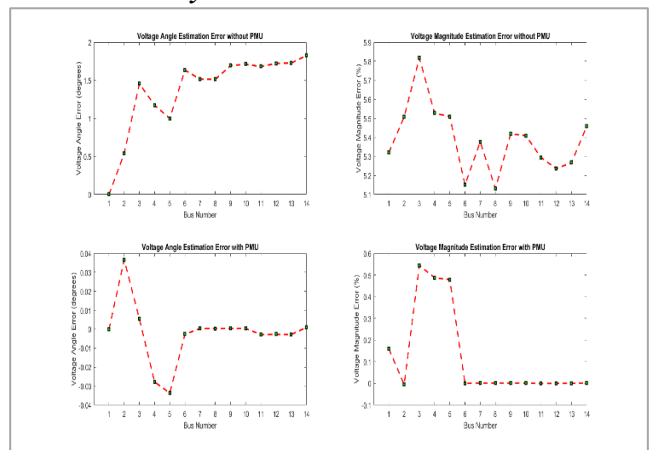 Voltage Angle Estimation Error without PMU
Voltage Angle Error (degrees)
2
1.5
1
0.5
0
1 2 3 4 5 6 7 8 9 10 11 12 13 14
Bus Number
Voltage Magnitude Estimation Error without PMU
Voltage Magnitude Error (%)
5.9
5.8
5.7
5.6
5.5
5.4
5.3
5.2
5.1
1 2 3 4 5 6 7 8 9 10 11 12 13 14
Bus Number
Voltage Angle Estimation Error with PMU
Voltage Angle Error (degrees)
0.04
0.03
0.02
0.01
0
-0.01
-0.02
-0.03
-0.04
1 2 3 4 5 6 7 8 9 10 11 12 13 14
Bus Number
Voltage Magnitude Estimation Error with PMU
Voltage Magnitude Error (%)
0.6
0.5
0.4
0.3
0.2
0.1
0
-0.1
1 2 3 4 5 6 7 8 9 10 11 12 13 14
Bus Number